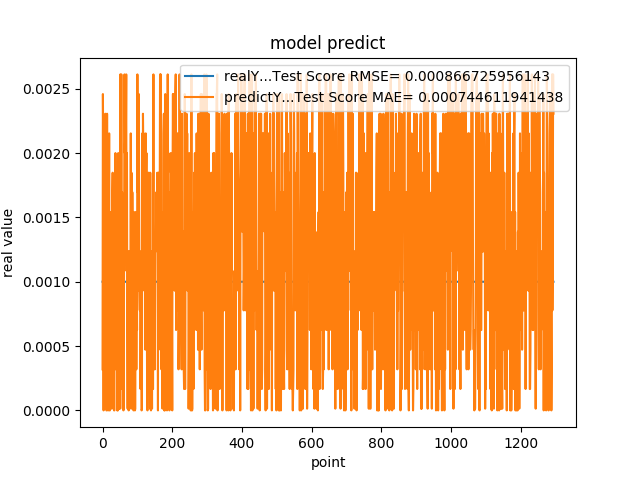 model predict
realY...Test Score RMSE= 0.000866725956143
predictY...Test Score MAE= 0.000744611941438
0.0025
0.0020
0.0015
0.0010
0.0005
0.0000
real value
0 200 400 600 800 1000 1200
point